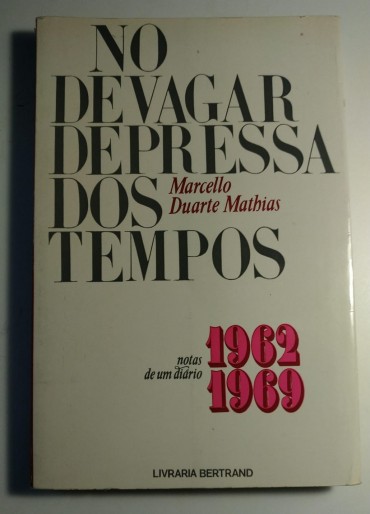 NO
DEVAGAR
DEPRESSA
DOS
TEMPOS
Marcello
Duarte Mathias
notas
de um diário
1962
1969
LIVRARIA BERTRAND